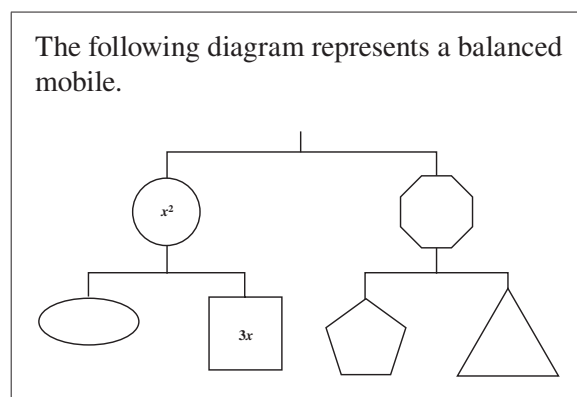 The following diagram represents a balanced
mobile.
x²
3x